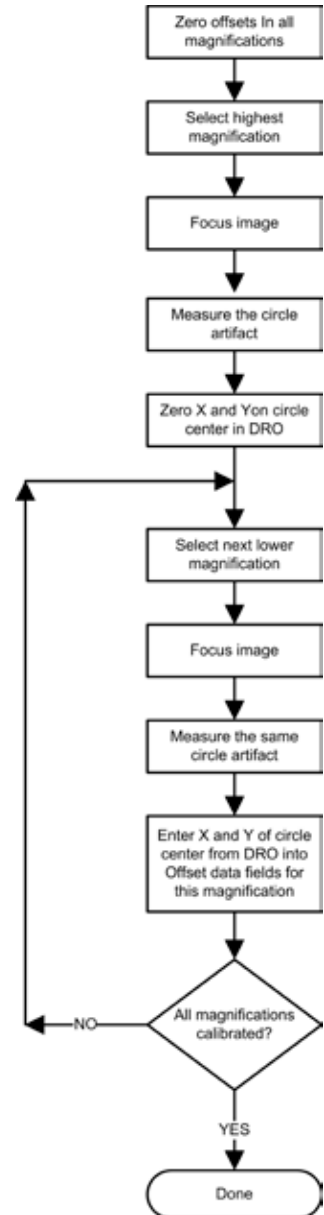 Zero offsets In all
magnifications
Select highest
magnification
Focus image
Measure the circle
artifact
Zero X and Yon circle
center in DRO
Select next lower
magnification
Focus image
Measure the same
circle artifact
Enter X and Y of circle
center from DRO into
Offset data fields for
this magnification
All magnifications
calibrated?
NO
YES
Done